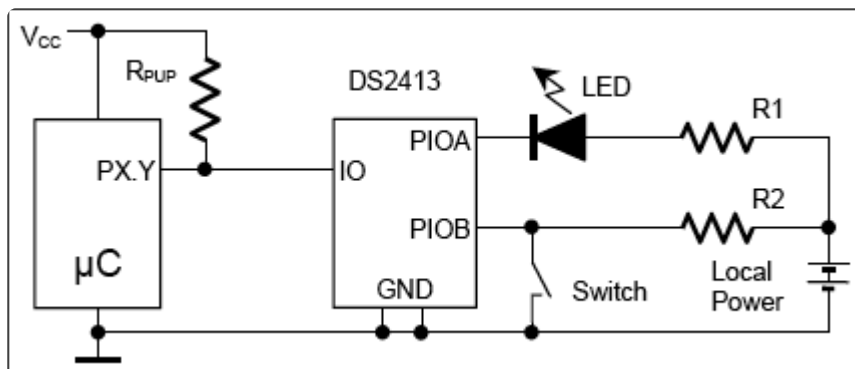 VCC
RPUP
DS2413
LED
R1
PX.Y
IO
PIOA
PIOB
R2
µC
GND
Switch
Local
Power